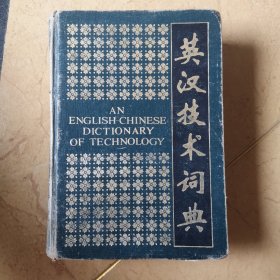 AN
ENGLISH-CHINESE
DICTIONARY
OF TECHNOLOGY
英汉技术词典